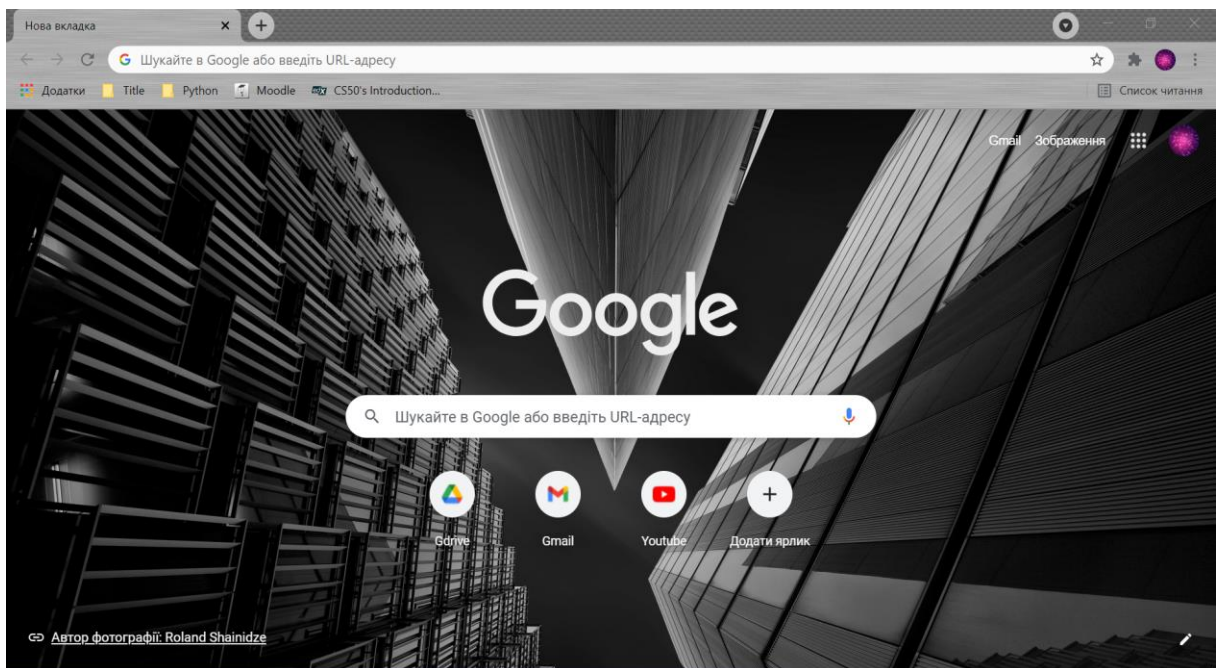 Нова вкладка
Шукайте в Google або введіть URL-адресу
Додатки Title Python Moodle CS50's Introduction... Список читання
Gmail Зображення
Google
Шукайте в Google або введіть URL-адресу
Gdrive Gmail Youtube Додати ярлик
Автор фотографії: Roland Shainidze